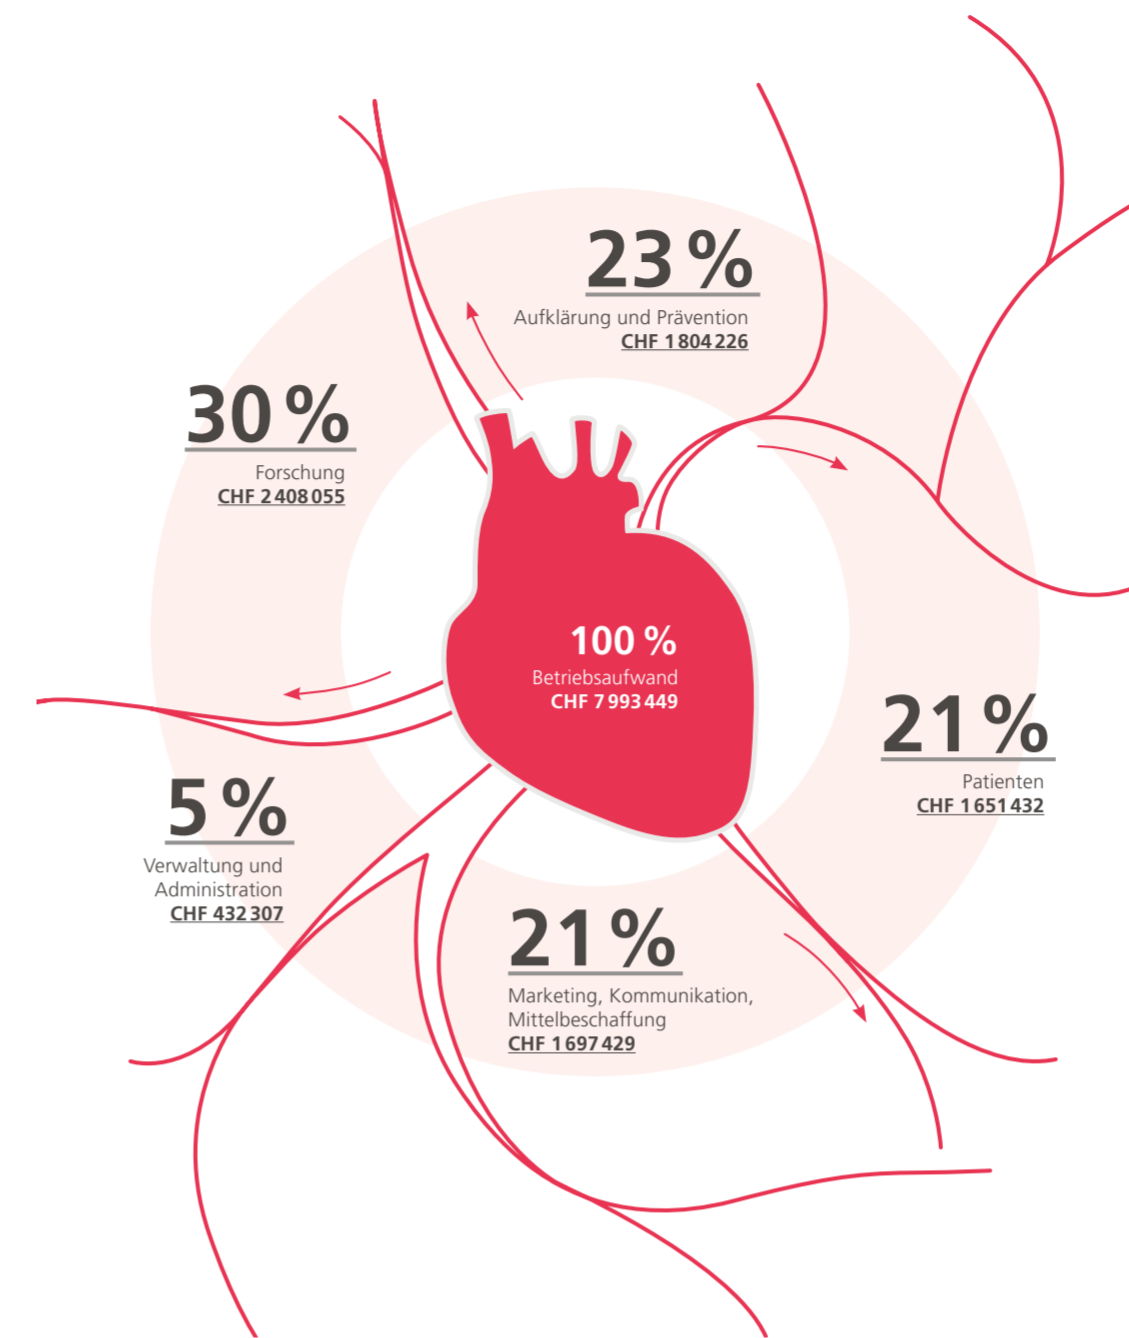 23 %
Aufklärung und Prävention
CHF 1 804 226
30 %
Forschung
CHF 2 408 055
100 %
Betriebsaufwand
CHF 7 993 449
21 %
Patienten
CHF 1 651 432
5 %
Verwaltung und
Administration
CHF 432 307
21 %
Marketing, Kommunikation,
Mittelbeschaffung
CHF 1 697 429